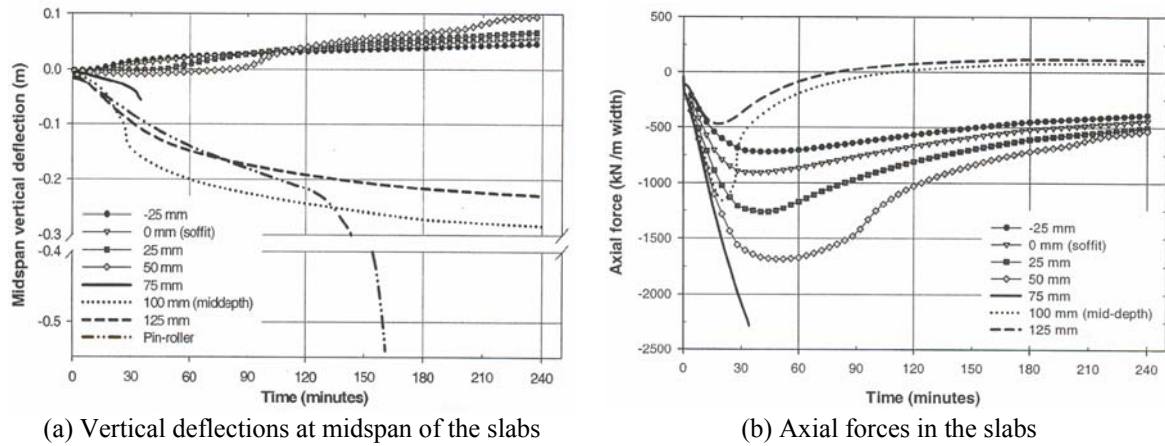 0.1
0.0
-0.1
-0.2
-0.3
-0.4
-0.5
Midspan vertical deflection (m)
-25 mm
0 mm (soffit)
25 mm
50 mm
75 mm
100 mm (middepth)
125 mm
Pin-roller
0 30 60 90 120 150 180 210 240
Time (minutes)
(a) Vertical deflections at midspan of the slabs
500
0
-500
-1000
-1500
-2000
-2500
Axial force (kN /m width)
-25 mm
0 mm (soffit)
25 mm
50 mm
75 mm
100 mm (mid-depth)
125 mm
0 30 60 90 120 150 180 210 240
Time (minutes)
(b) Axial forces in the slabs